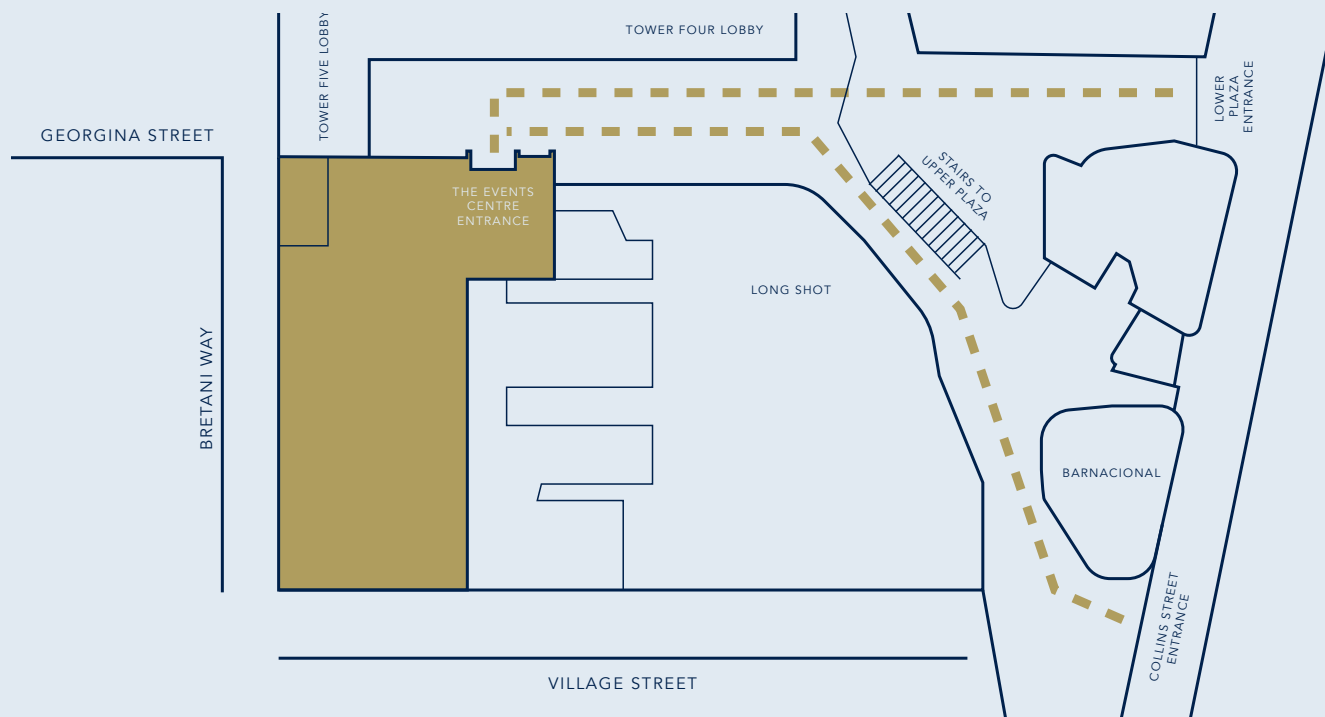 TOWER FIVE LOBBY
TOWER FOUR LOBBY
LOWER
PLAZA
ENTRANCE
GEORGINA STREET
STAIRS TO
UPPER PLAZA
THE EVENTS
CENTRE
ENTRANCE
LONG SHOT
BRETANI WAY
BARNACIONAL
COLLINS STREET
ENTRANCE
VILLAGE STREET